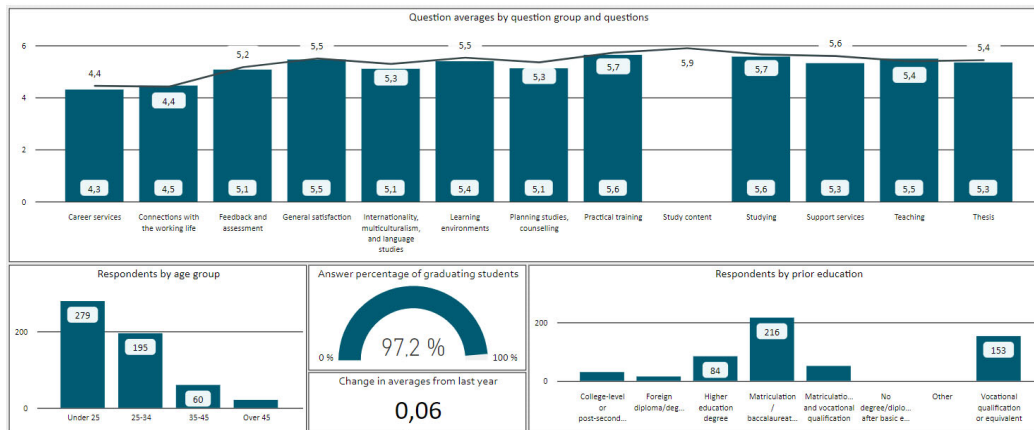 Question averages by question group and questions
6
4
2
0
4,4
4,4
5,2
5,5
5,3
5,5
5,3
5,7
5,9
5,7
5,6
5,4
5,4
4,3
4,5
5,1
5,5
5,1
5,4
5,1
5,6
5,6
5,3
5,5
5,3
Career services
Connections with
the working life
Feedback and
assessment
General satisfaction
Internationality,
multiculturalism,
and language
studies
Learning
environments
Planning studies,
counselling
Practical training
Study content
Studying
Support services
Teaching
Thesis
Respondents by age group
200
0
279
195
60
Under 25
25-34
35-45
Over 45
Answer percentage of graduating students
0 %
97,2 %
100 %
Change in averages from last year
0,06
Respondents by prior education
200
0
84
216
153
College-level
or
post-second...
Foreign
diploma/deg...
Higher
education
degree
Matriculation
/
baccalaureat...
Matriculatio...
and vocational
qualification
No
degree/diplo...
after basic e...
Other
Vocational
qualification
or equivalent